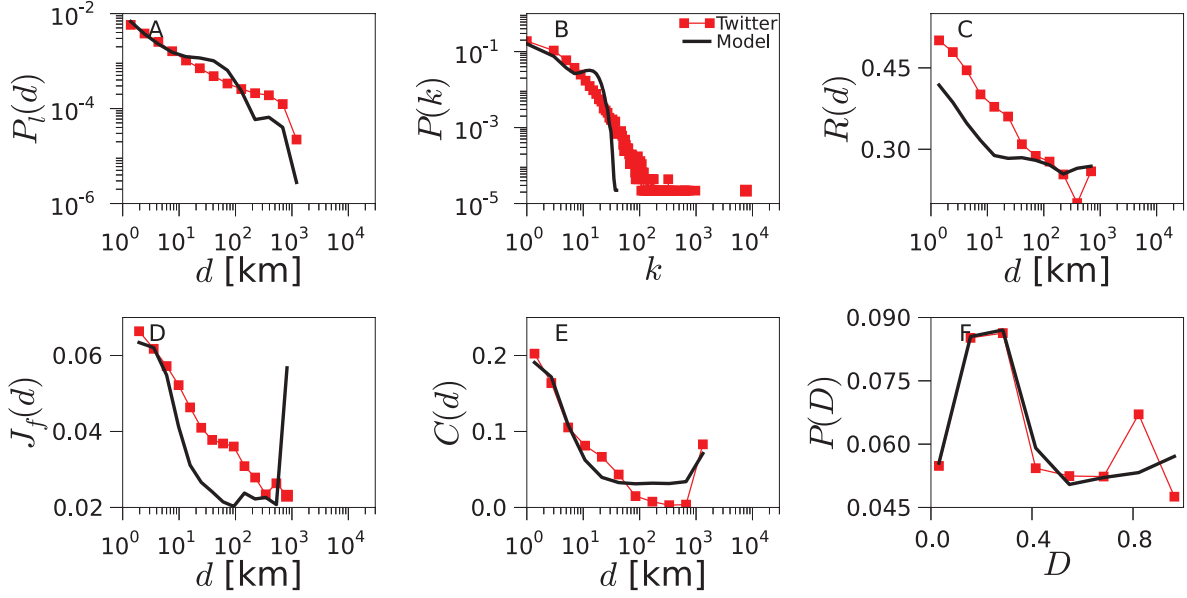 A
10^{-2}
10^{-4}
10^{-6}
P_l(d)
10^0 10^1 10^2 10^3 10^4
d [km]
B
Twitter
Model
10^{-1}
10^{-3}
10^{-5}
P(k)
10^0 10^1 10^2 10^3 10^4
k
C
0.45
0.30
R(d)
10^0 10^1 10^2 10^3 10^4
d [km]
D
0.06
0.04
0.02
J_f(d)
10^0 10^1 10^2 10^3 10^4
d [km]
E
0.2
0.1
0.0
C(d)
10^0 10^1 10^2 10^3 10^4
d [km]
F
0.090
0.075
0.060
0.045
P(D)
0.0 0.4 0.8
D